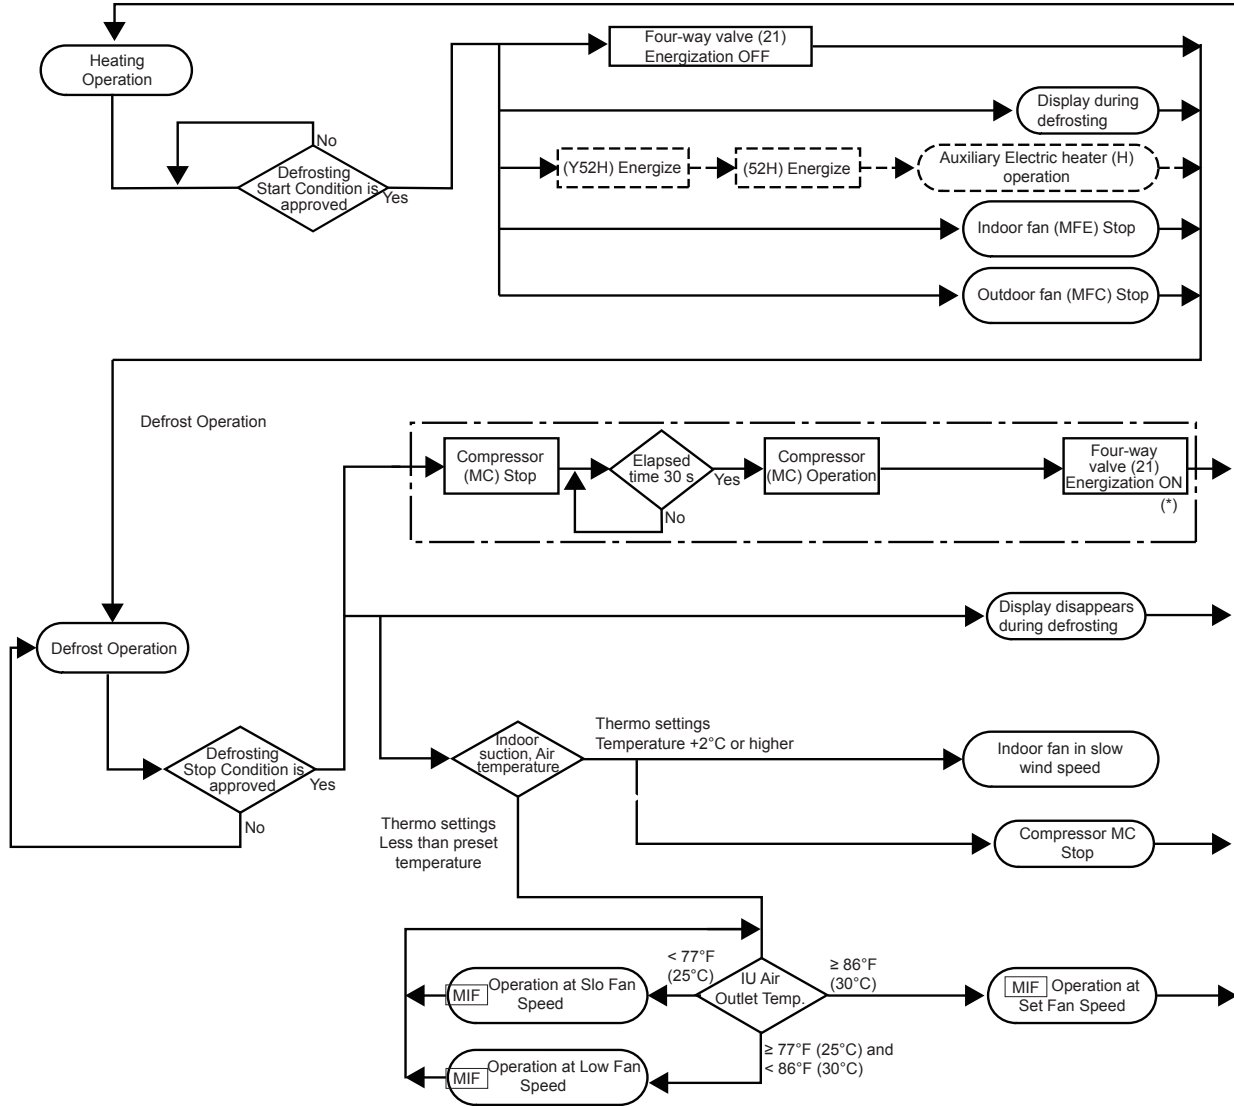 Heating
Operation
No
Defrosting
Start Condition is
approved
Yes
Four-way valve (21)
Energization OFF
Display during
defrosting
(Y52H) Energize
(52H) Energize
Auxiliary Electric heater (H)
operation
Indoor fan (MFE) Stop
Outdoor fan (MFC) Stop
Defrost Operation
Compressor
(MC) Stop
Elapsed
time 30 s
Yes
No
Compressor
(MC) Operation
Four-way
valve (21)
Energization ON
(*)
Display disappears
during defrosting
Defrost Operation
Defrosting
Stop Condition is
approved
Yes
No
Indoor
suction, Air
temperature
Thermo settings
Temperature +2°C or higher
Indoor fan in slow
wind speed
Thermo settings
Less than preset
temperature
Compressor MC
Stop
< 77°F
(25°C)
IU Air
Outlet Temp.
≥ 86°F
(30°C)
MIF Operation at Slo Fan
Speed
MIF Operation at
Set Fan Speed
≥ 77°F (25°C) and
< 86°F (30°C)
MIF Operation at Low Fan
Speed